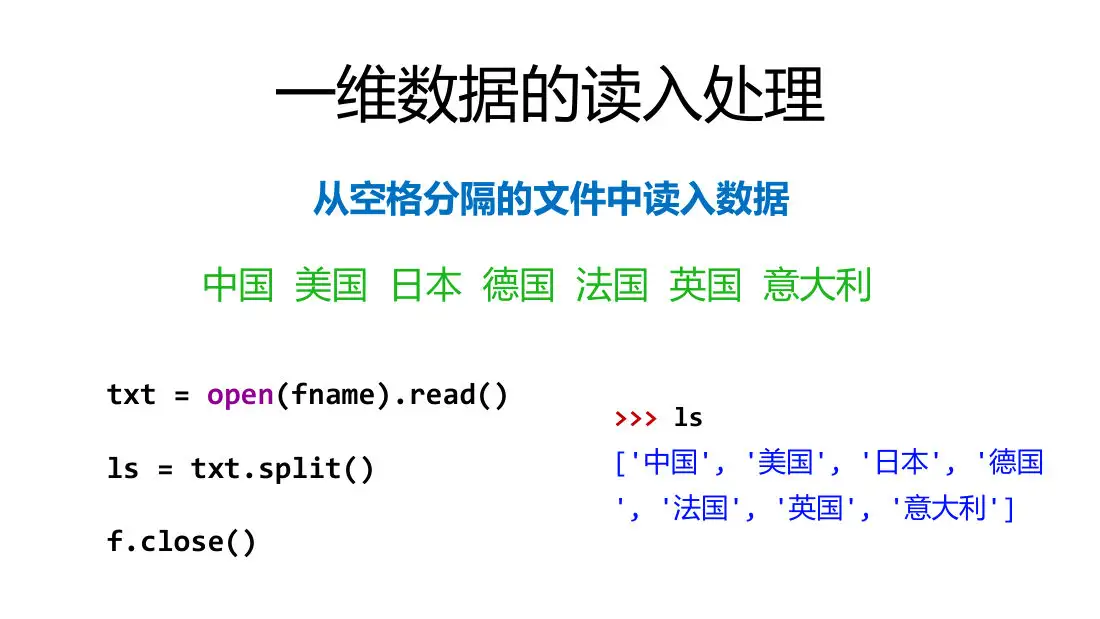 一维数据的读入处理
从空格分隔的文件中读入数据
中国 美国 日本 德国 法国 英国 意大利
txt = open(fname).read()
ls = txt.split()
f.close()
>>> ls
['中国', '美国', '日本', '德国
', '法国', '英国', '意大利']